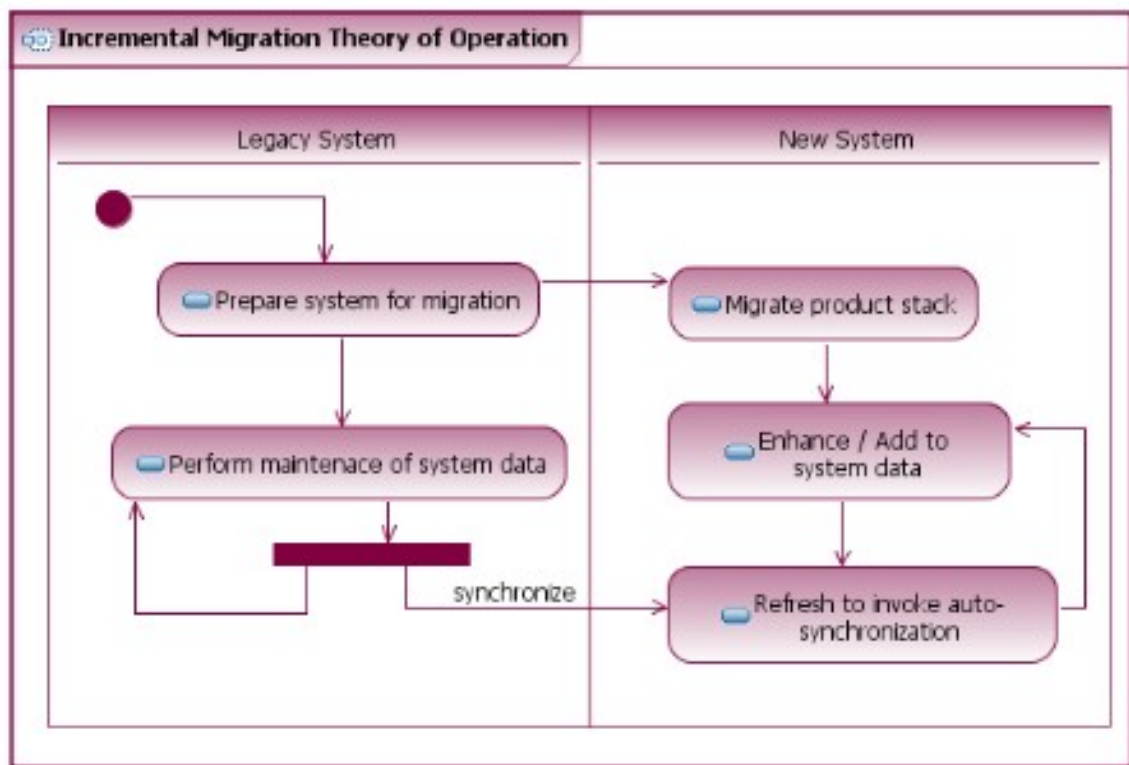 Incremental Migration Theory of Operation
Legacy System
New System
Prepare system for migration
Migrate product stack
Perform maintenace of system data
Enhance / Add to
system data
synchronize
Refresh to invoke auto-
synchronization